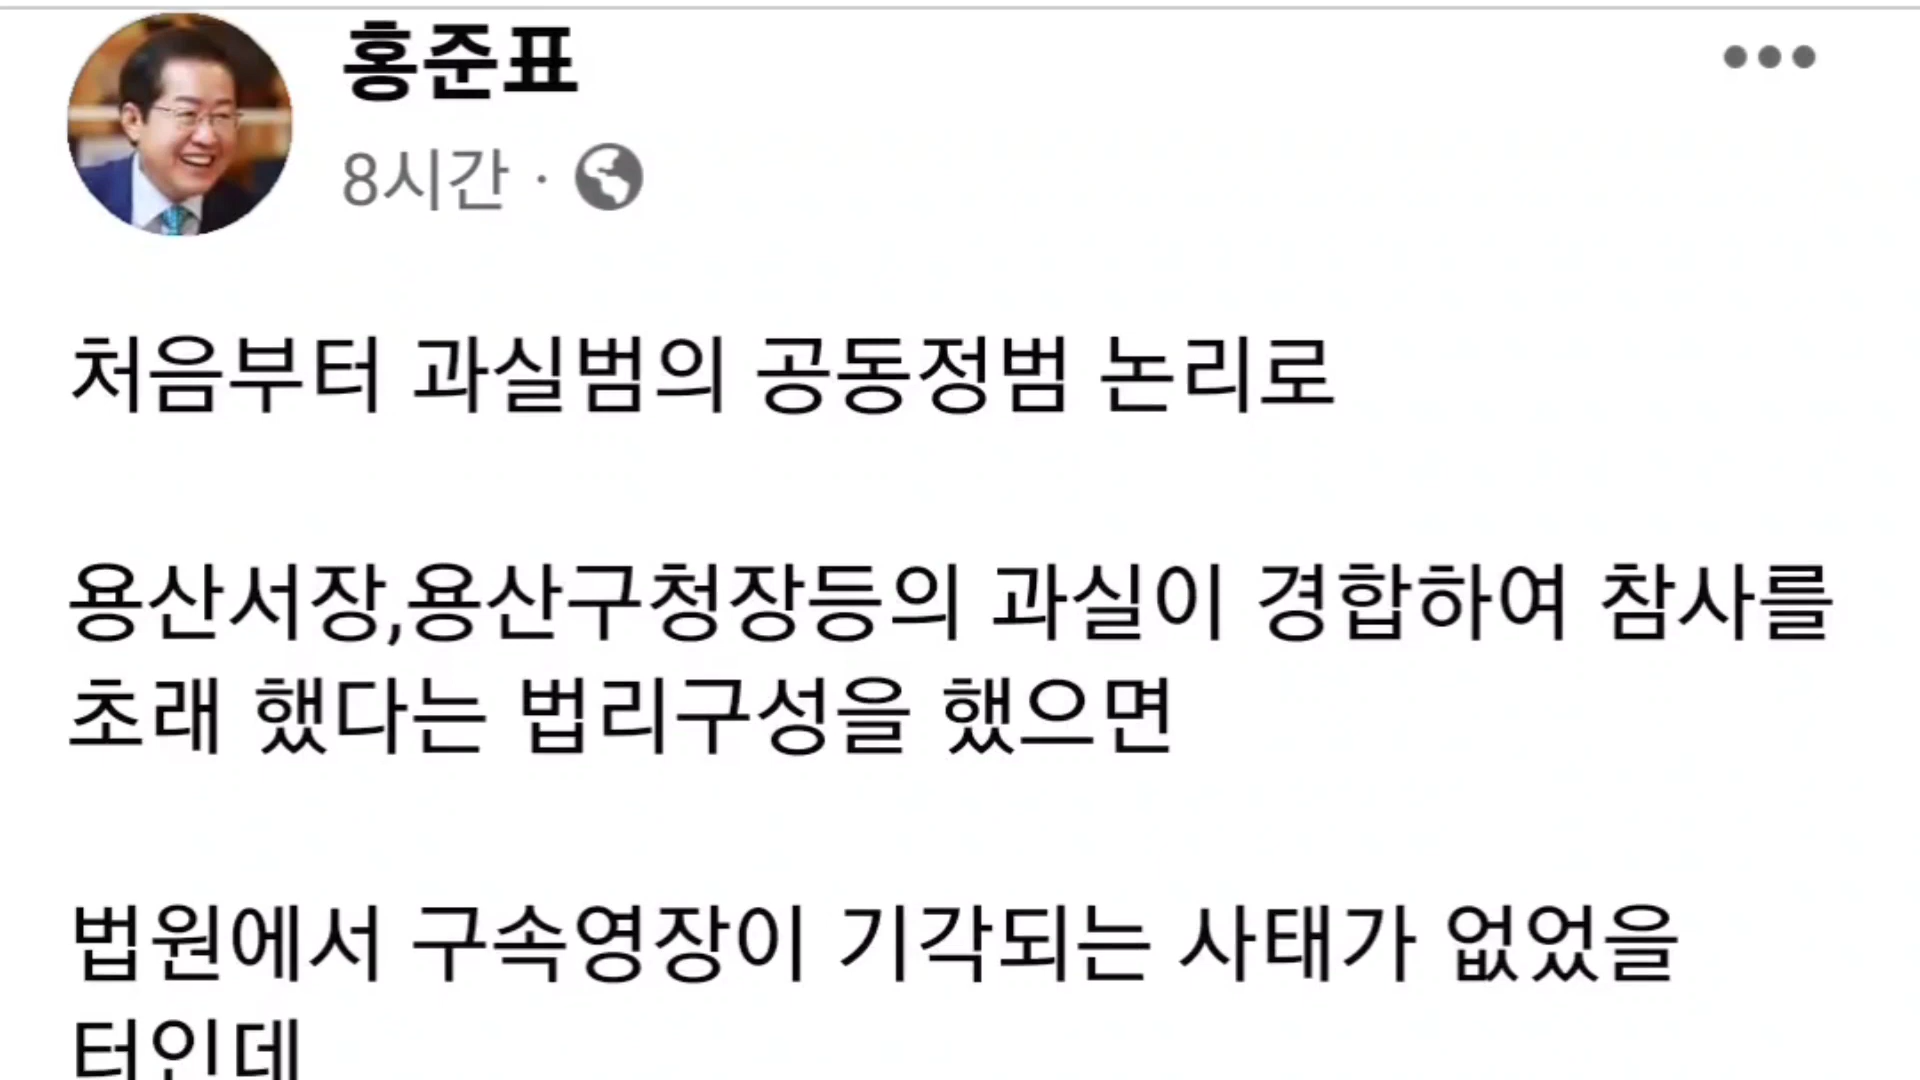 홍준표
8시간 ·
처음부터 과실범의 공동정범 논리로
용산서장,용산구청장등의 과실이 경합하여 참사를
초래 했다는 법리구성을 했으면
법원에서 구속영장이 기각되는 사태가 없었을
터인데